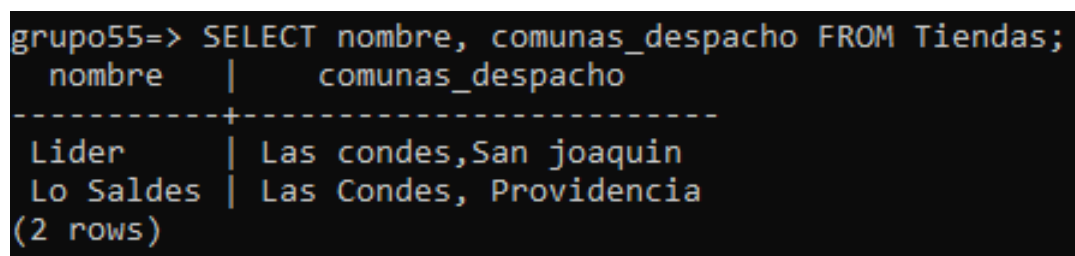 grupo55=> SELECT nombre, comunas_despacho FROM Tiendas;
  nombre   |    comunas_despacho
-----------+-------------------------
 Lider     | Las condes,San joaquin
 Lo Saldes | Las Condes, Providencia
(2 rows)